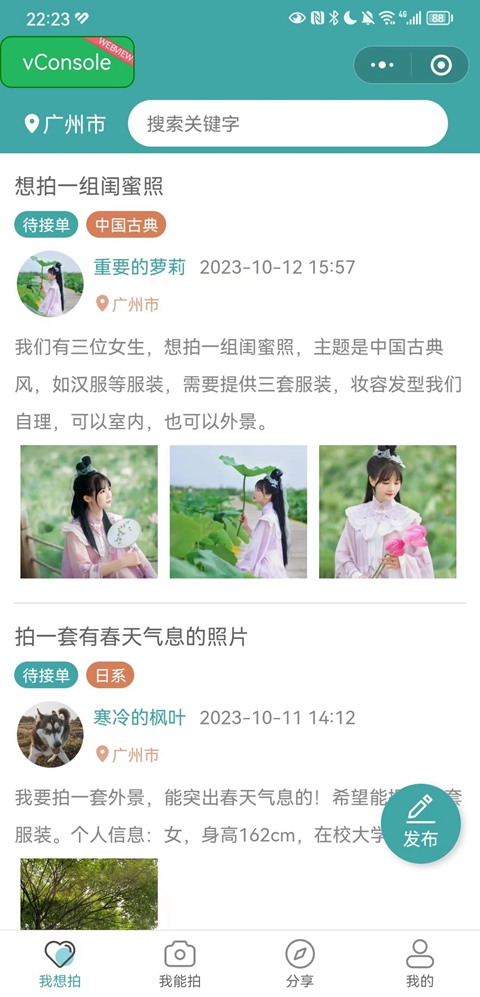 22:23
4G
88
vConsole
WEBVIEW
广州市
搜索关键字
想拍一组闺蜜照
待接单
中国古典
重要的萝莉 2023-10-12 15:57
广州市
我们有三位女生，想拍一组闺蜜照，主题是中国古典
风，如汉服等服装，需要提供三套服装，妆容发型我们
自理，可以室内，也可以外景。
拍一套有春天气息的照片
待接单
日系
寒冷的枫叶 2023-10-11 14:12
广州市
我要拍一套外景，能突出春天气息的！希望能 套
服装。个人信息：女，身高162cm，在校大学
发布
我想拍
我能拍
分享
我的